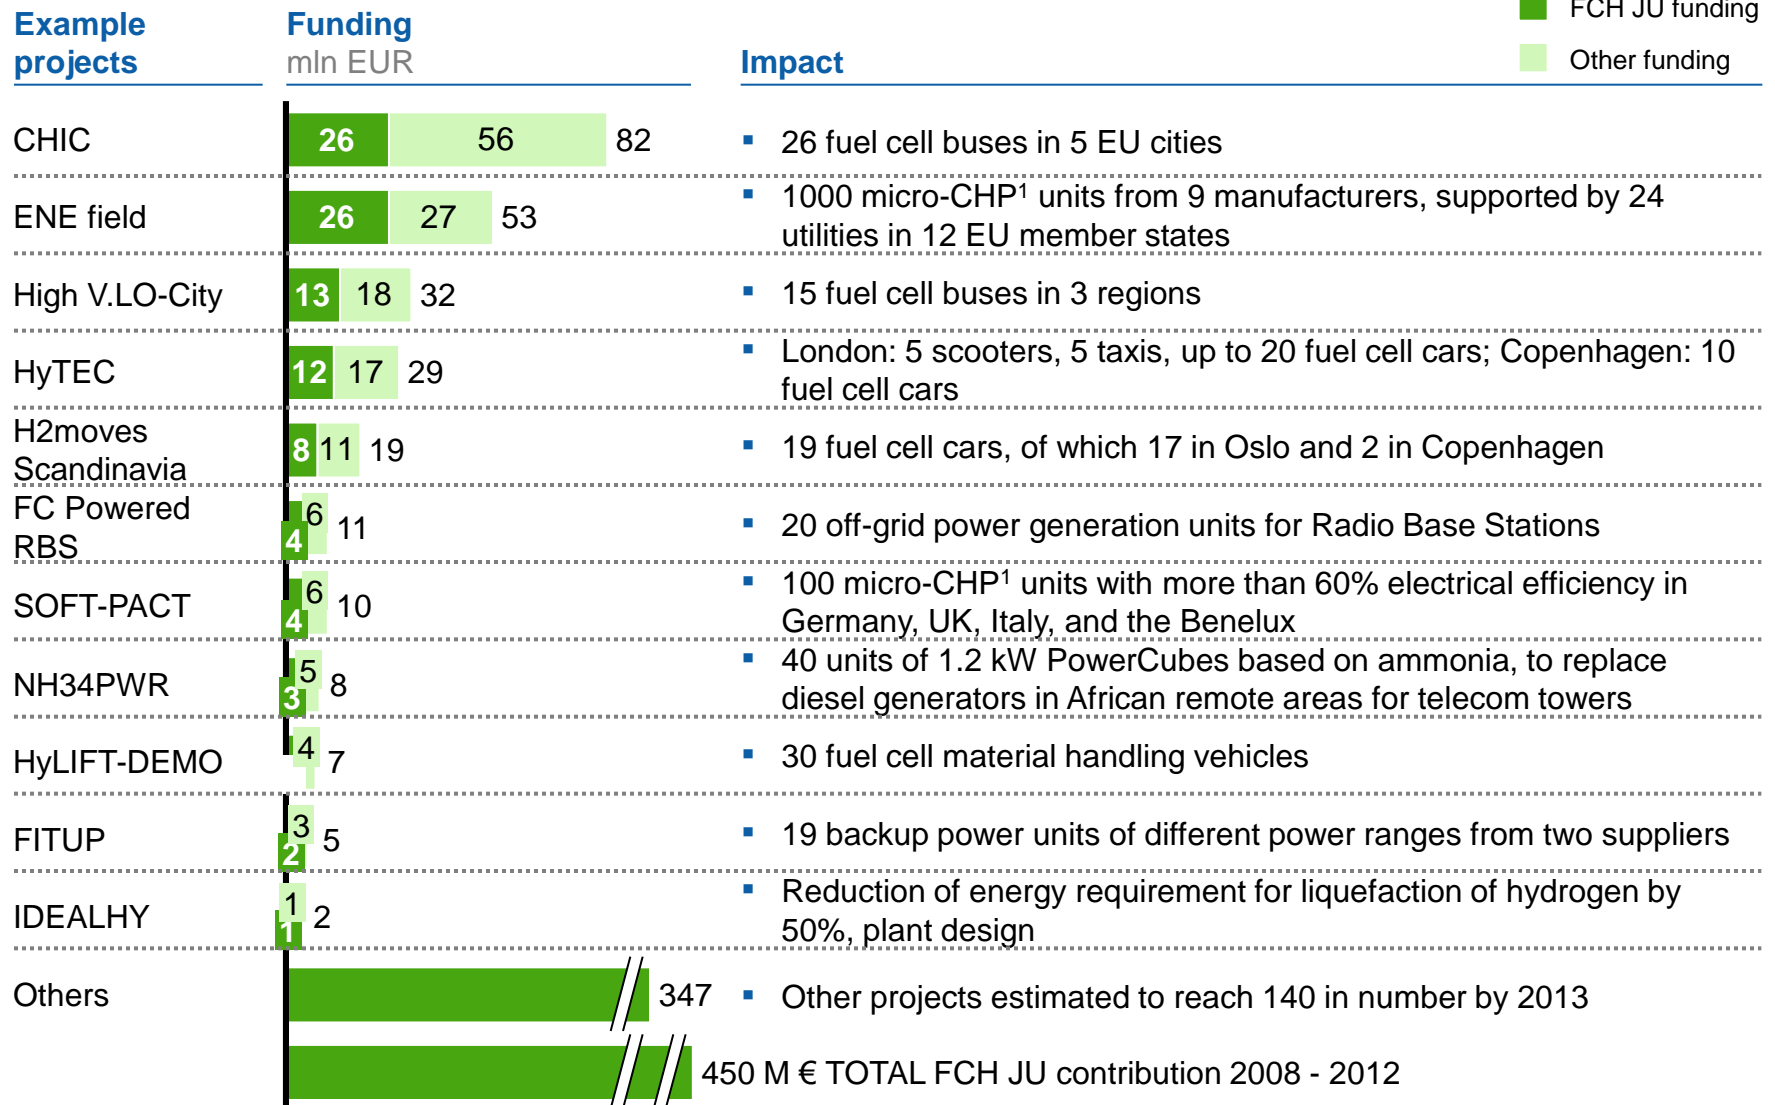 Example
projects
Funding
mln EUR
Impact
FCH JU funding
Other funding
CHIC
26
56
82
▪ 26 fuel cell buses in 5 EU cities
ENE field
26
27
53
▪ 1000 micro-CHP¹ units from 9 manufacturers, supported by 24
utilities in 12 EU member states
High V.LO-City
13
18
32
▪ 15 fuel cell buses in 3 regions
HyTEC
12
17
29
▪ London: 5 scooters, 5 taxis, up to 20 fuel cell cars; Copenhagen: 10
fuel cell cars
H2moves
Scandinavia
8
11
19
▪ 19 fuel cell cars, of which 17 in Oslo and 2 in Copenhagen
FC Powered
RBS
4
6
11
▪ 20 off-grid power generation units for Radio Base Stations
SOFT-PACT
4
6
10
▪ 100 micro-CHP¹ units with more than 60% electrical efficiency in
Germany, UK, Italy, and the Benelux
NH34PWR
3
5
8
▪ 40 units of 1.2 kW PowerCubes based on ammonia, to replace
diesel generators in African remote areas for telecom towers
HyLIFT-DEMO
4
7
▪ 30 fuel cell material handling vehicles
FITUP
2
3
5
▪ 19 backup power units of different power ranges from two suppliers
IDEALHY
1
1
2
▪ Reduction of energy requirement for liquefaction of hydrogen by
50%, plant design
Others
347
▪ Other projects estimated to reach 140 in number by 2013
450 M € TOTAL FCH JU contribution 2008 - 2012